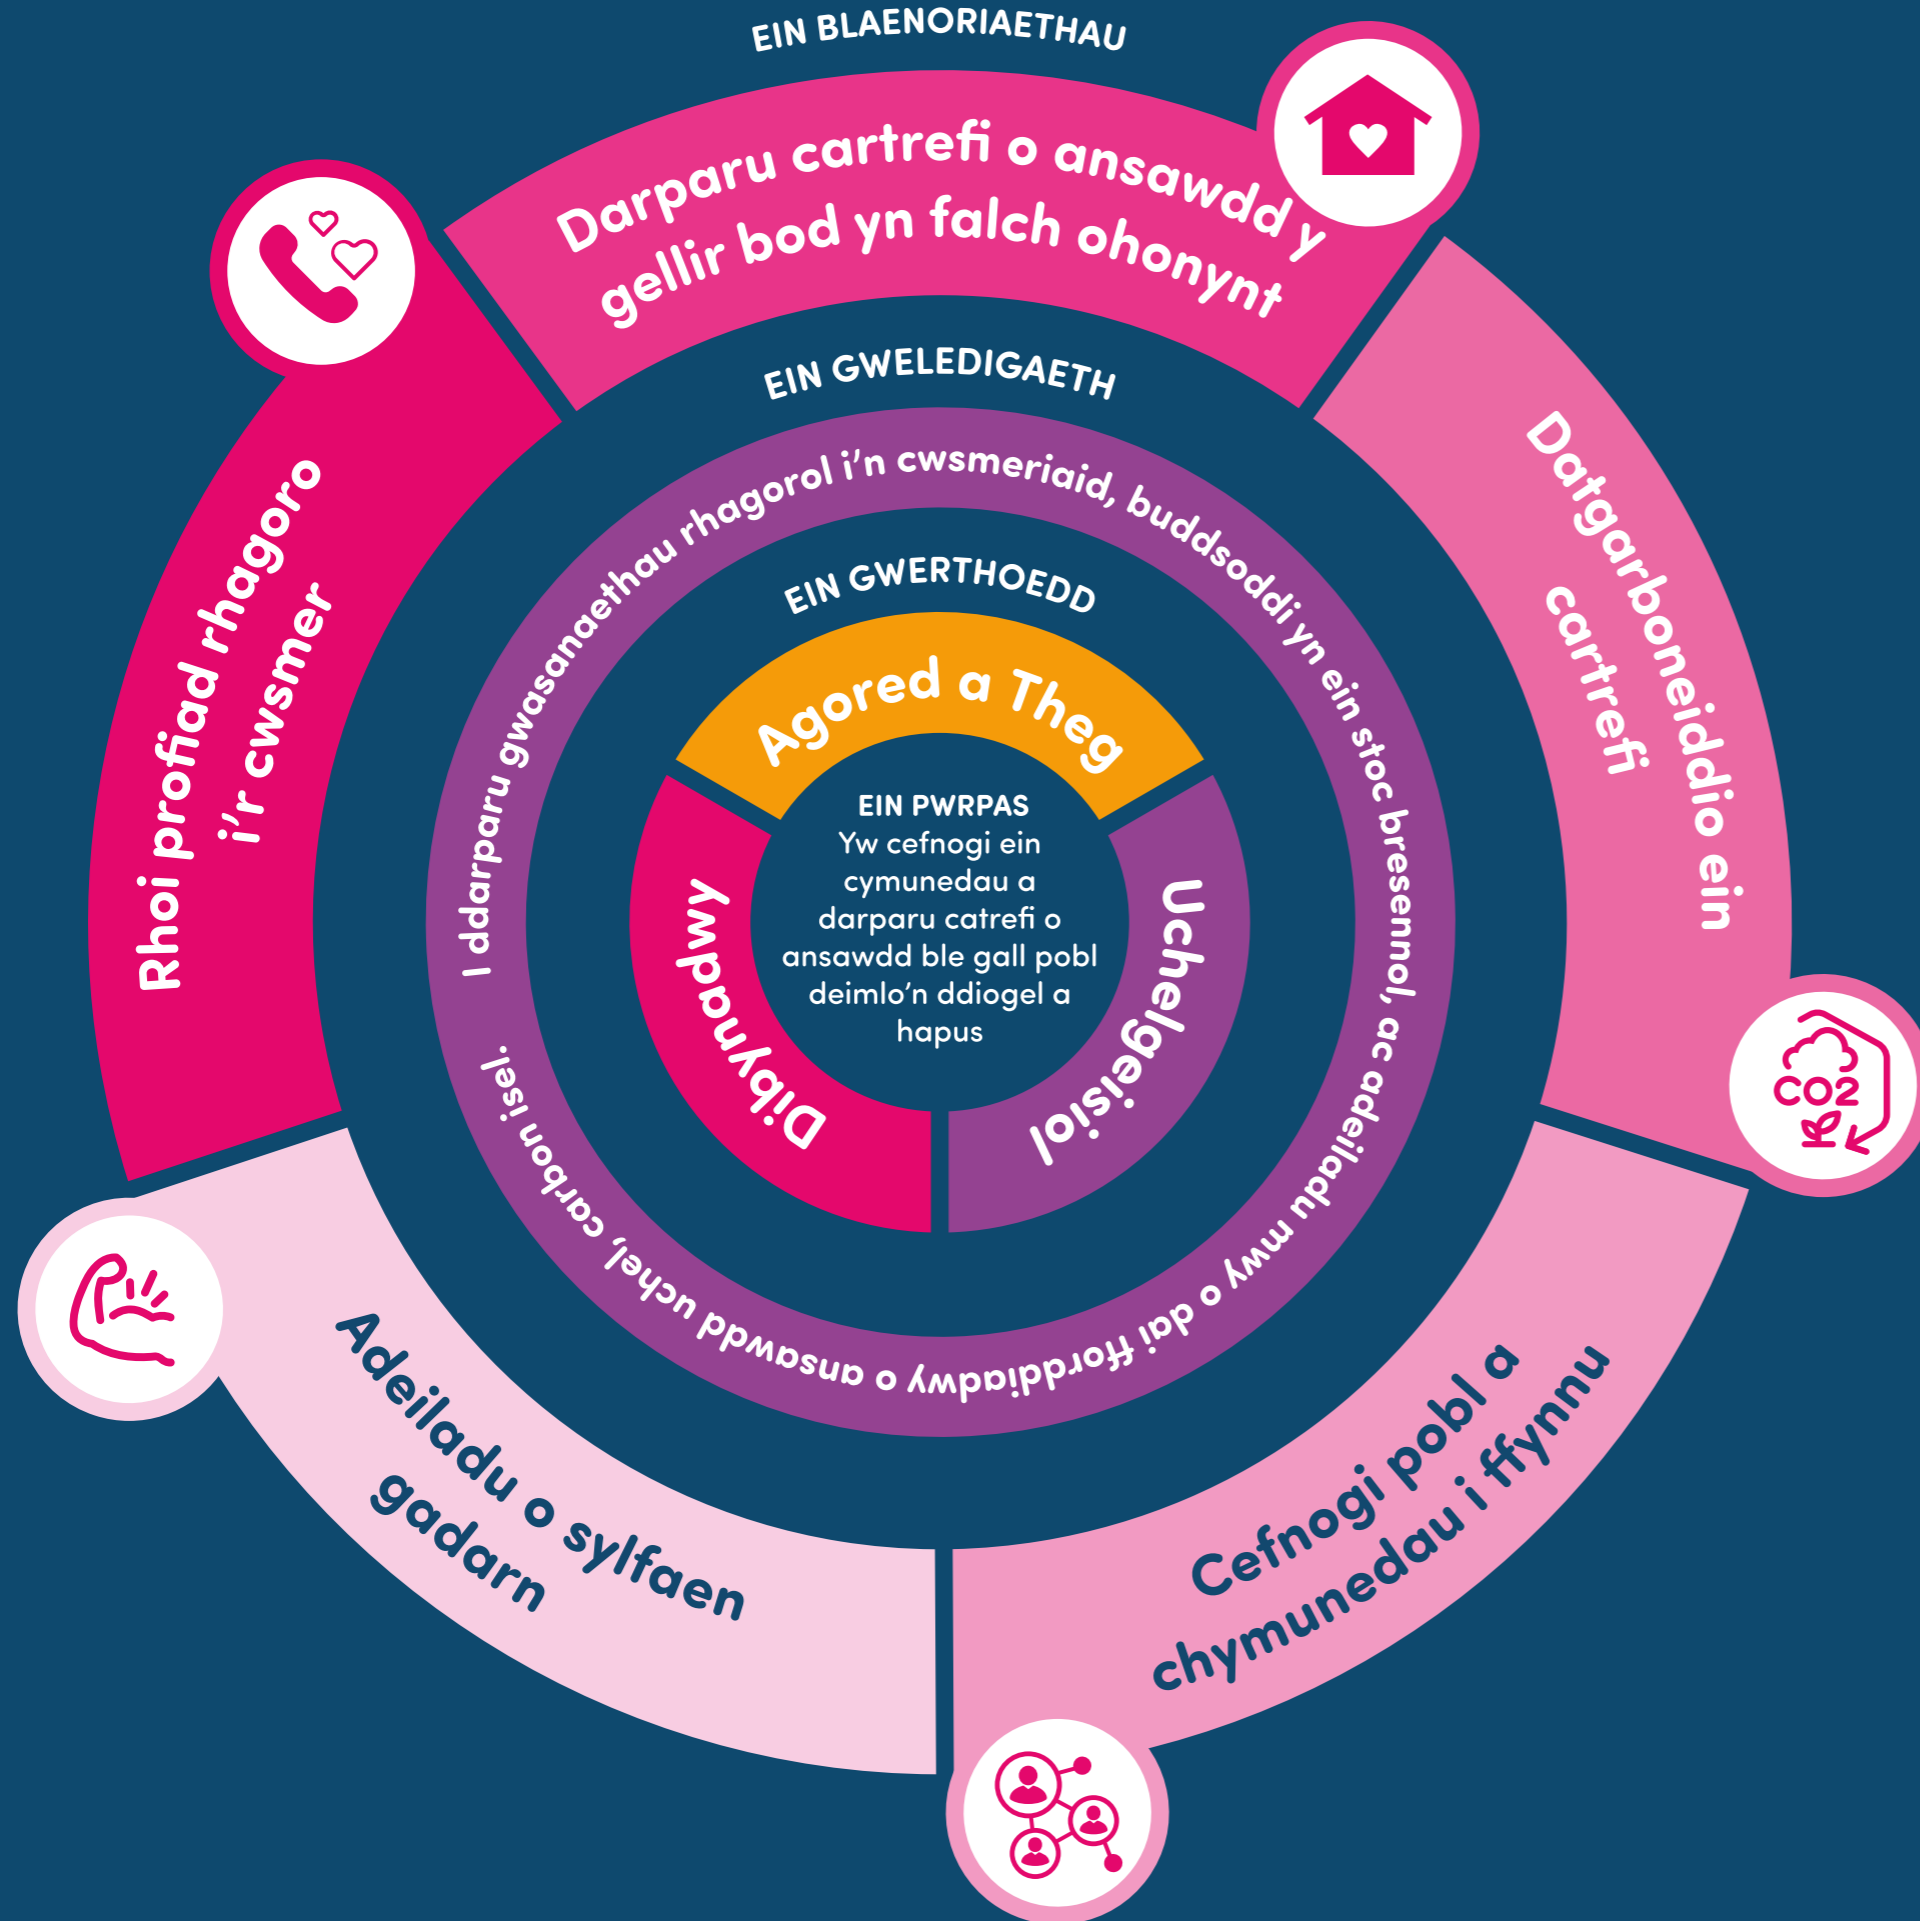 EIN BLAENORIAETHAU
Darparu cartrefi o ansawdd y
gellir bod yn falch ohonynt
Datgarboneiddio ein
cartrefi
CO2
Cefnogi pobl a
chymunedau i ffynnu
Adeiladu o sylfaen
gadarn
Rhoi profiad rhagoro
i'r cwsmer
EIN GWELEDIGAETH
I ddarparu gwasanaethau rhagorol i'n cwsmeriaid, buddsoddi yn ein stoc bresennol, ac adeiladu mwy o dai fforddiadwy o ansawdd uchel, carbon isel.
EIN GWERTHOEDD
Agored a Theg
Uchelgeisiol
Dibynadwy
EIN PWRPAS
Yw cefnogi ein
cymunedau a
darparu catrefi o
ansawdd ble gall pobl
deimlo'n ddiogel a
hapus